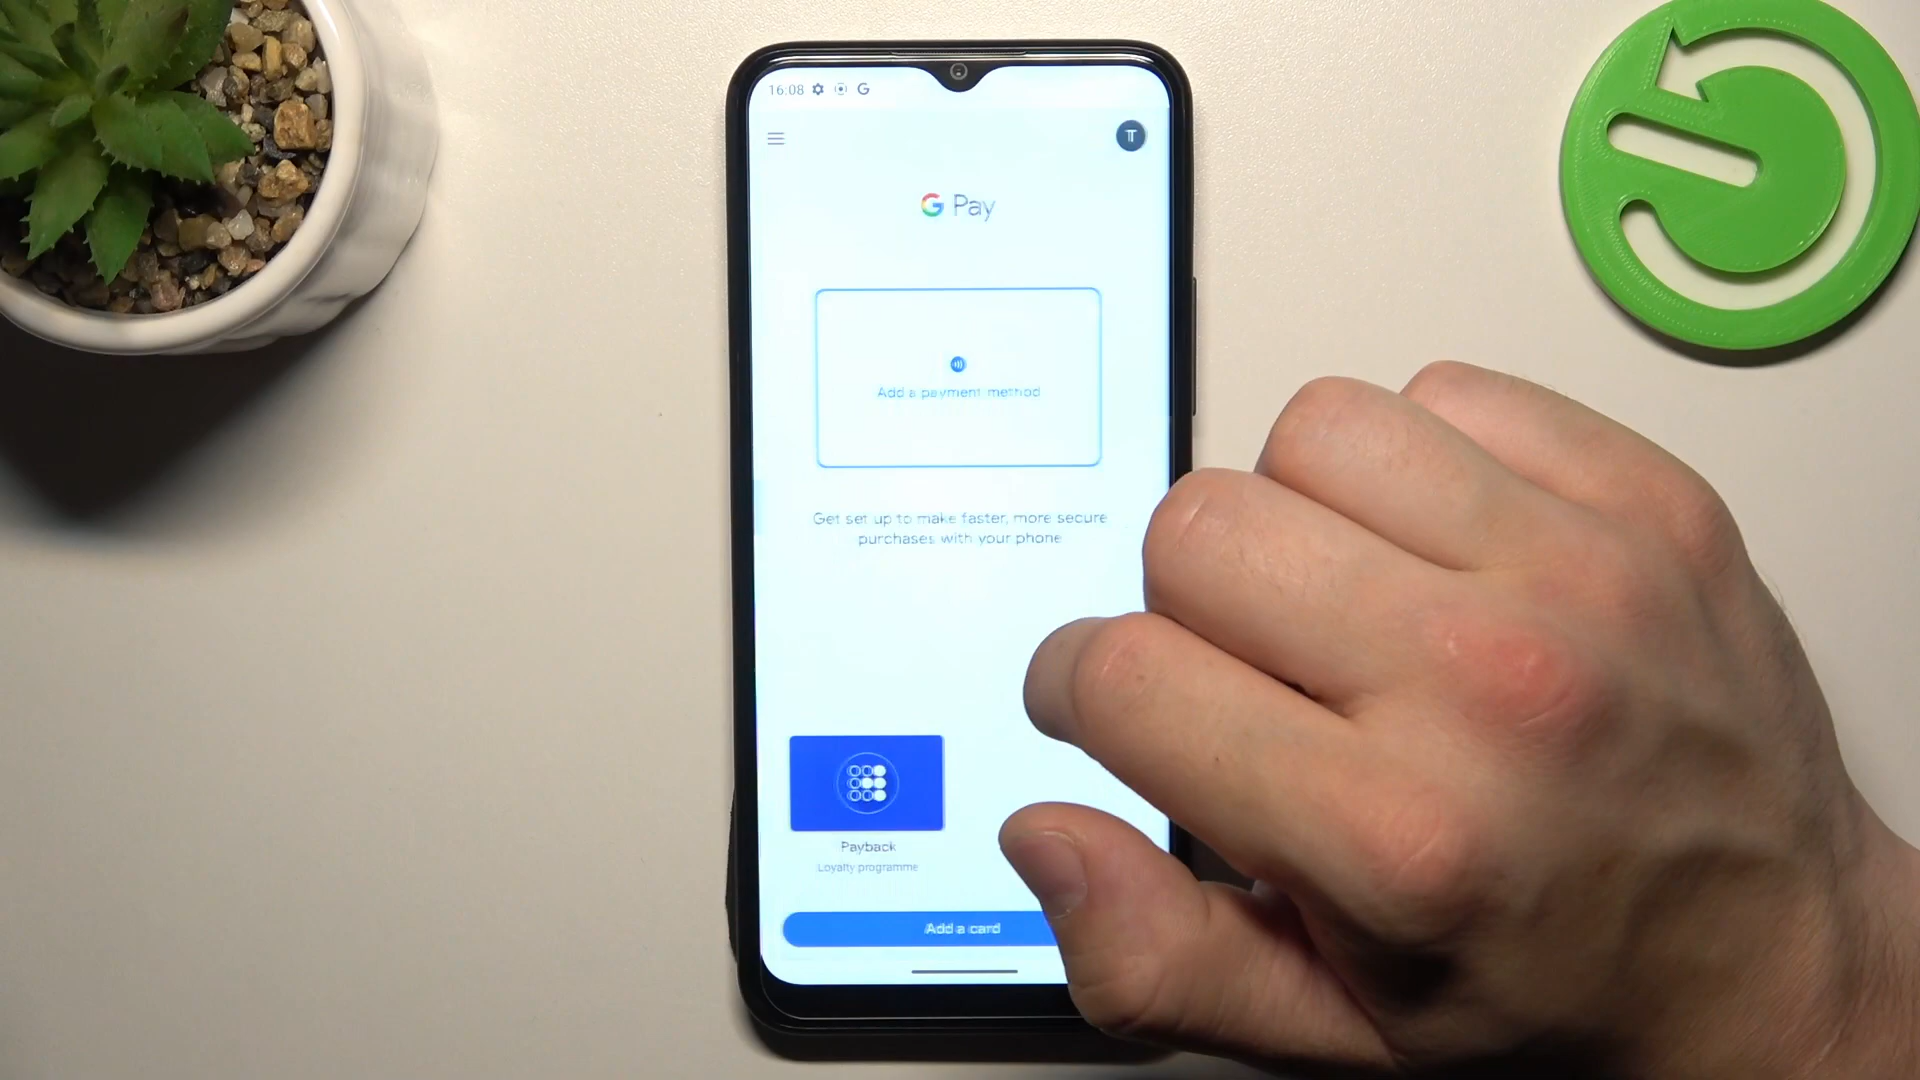 16:08
T
G Pay
Add a payment method
Get set up to make faster, more secure
purchases with your phone
Payback
Loyalty programme
Add a card